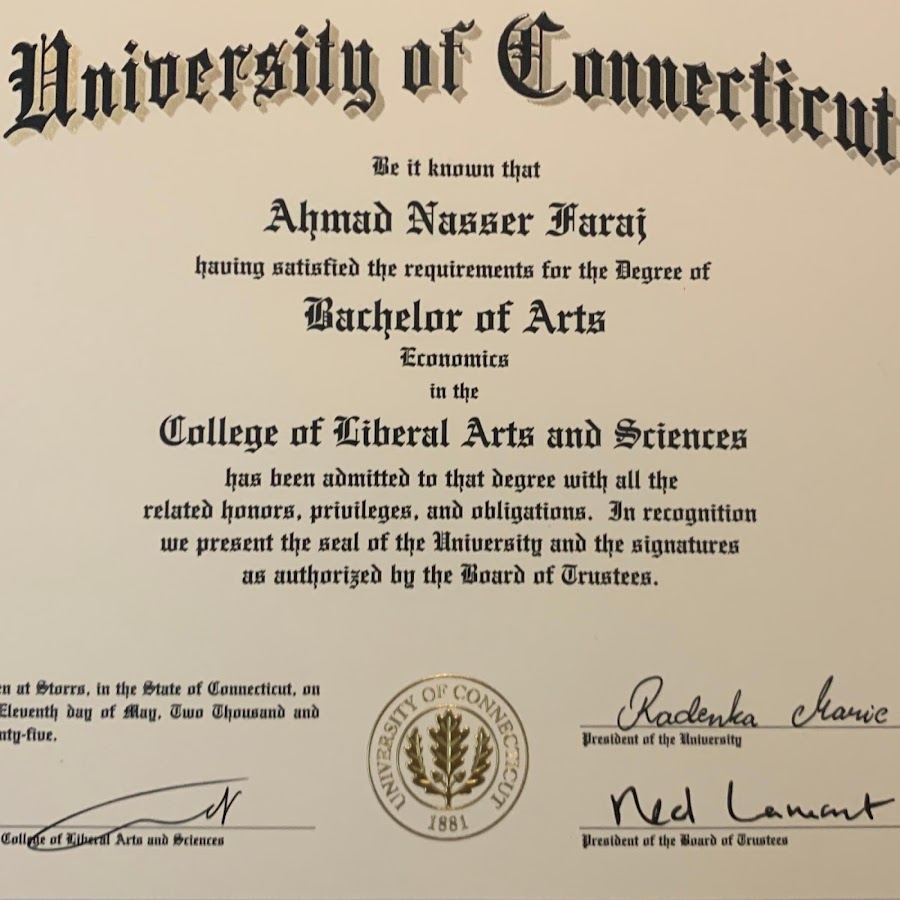 University of Connecticut
Be it known that
Ahmad Nasser Faraj
having satisfied the requirements for the Degree of
Bachelor of Arts
Economics
in the
College of Liberal Arts and Sciences
has been admitted to that degree with all the
related honors, privileges, and obligations. In recognition
we present the seal of the University and the signatures
as authorized by the Board of Trustees.
en at Storrs, in the State of Connecticut, on
Eleventh day of May, Two Thousand and
nty-five.
College of Liberal Arts and Sciences
UNIVERSITY OF CONNECTICUT
1881
Radenka Maric
President of the University
Ned Lamont
President of the Board of Trustees